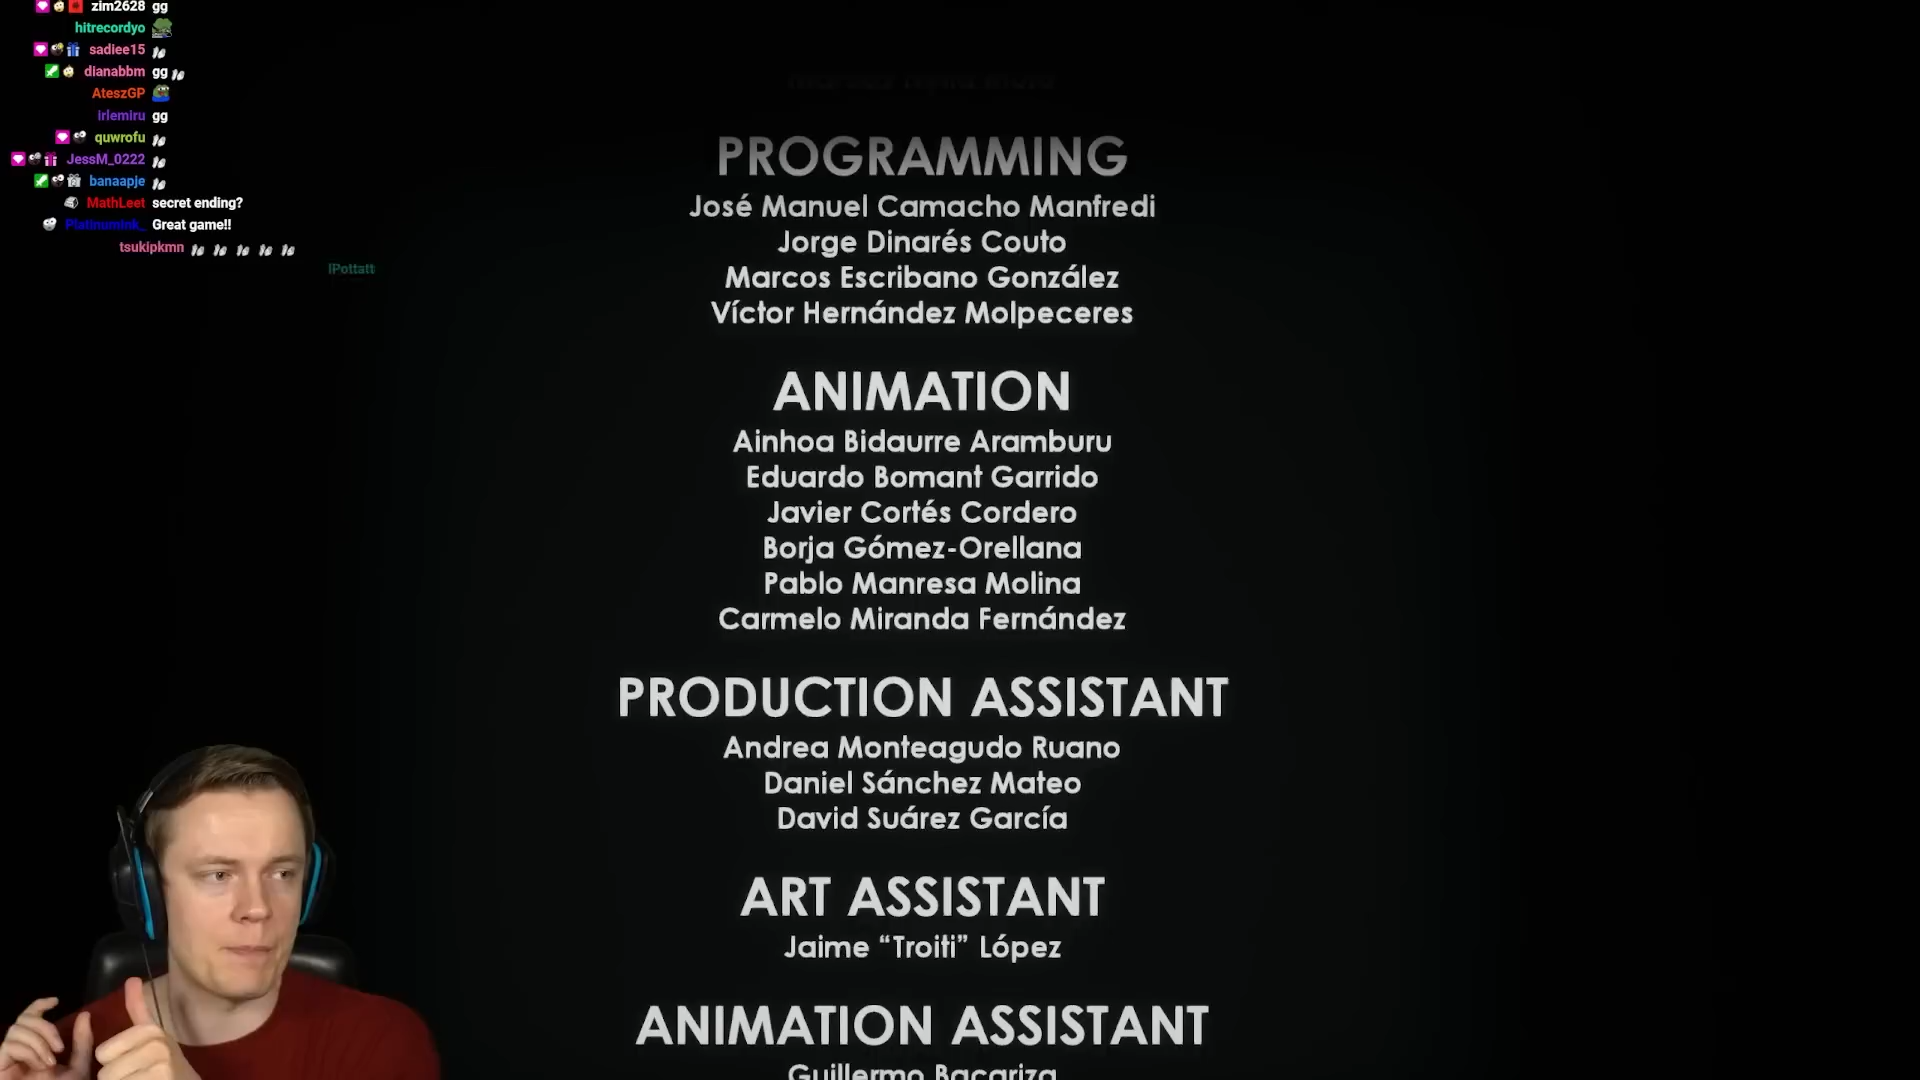 zim2628 gg
hitrecordyo
sadiee15
dianabbm gg
AteszGP
irlemiru gg
quwrofu
JessM_0222
banaapje
MathLeet secret ending?
PlatinumInk_ Great game!!
tsukipkmn
PROGRAMMING
José Manuel Camacho Manfredi
Jorge Dinarés Couto
Marcos Escribano González
Víctor Hernández Molpeceres
ANIMATION
Ainhoa Bidaurre Aramburu
Eduardo Bomant Garrido
Javier Cortés Cordero
Borja Gómez-Orellana
Pablo Manresa Molina
Carmelo Miranda Fernández
PRODUCTION ASSISTANT
Andrea Monteagudo Ruano
Daniel Sánchez Mateo
David Suárez García
ART ASSISTANT
Jaime “Troiti” López
ANIMATION ASSISTANT
Guillermo Bacariza